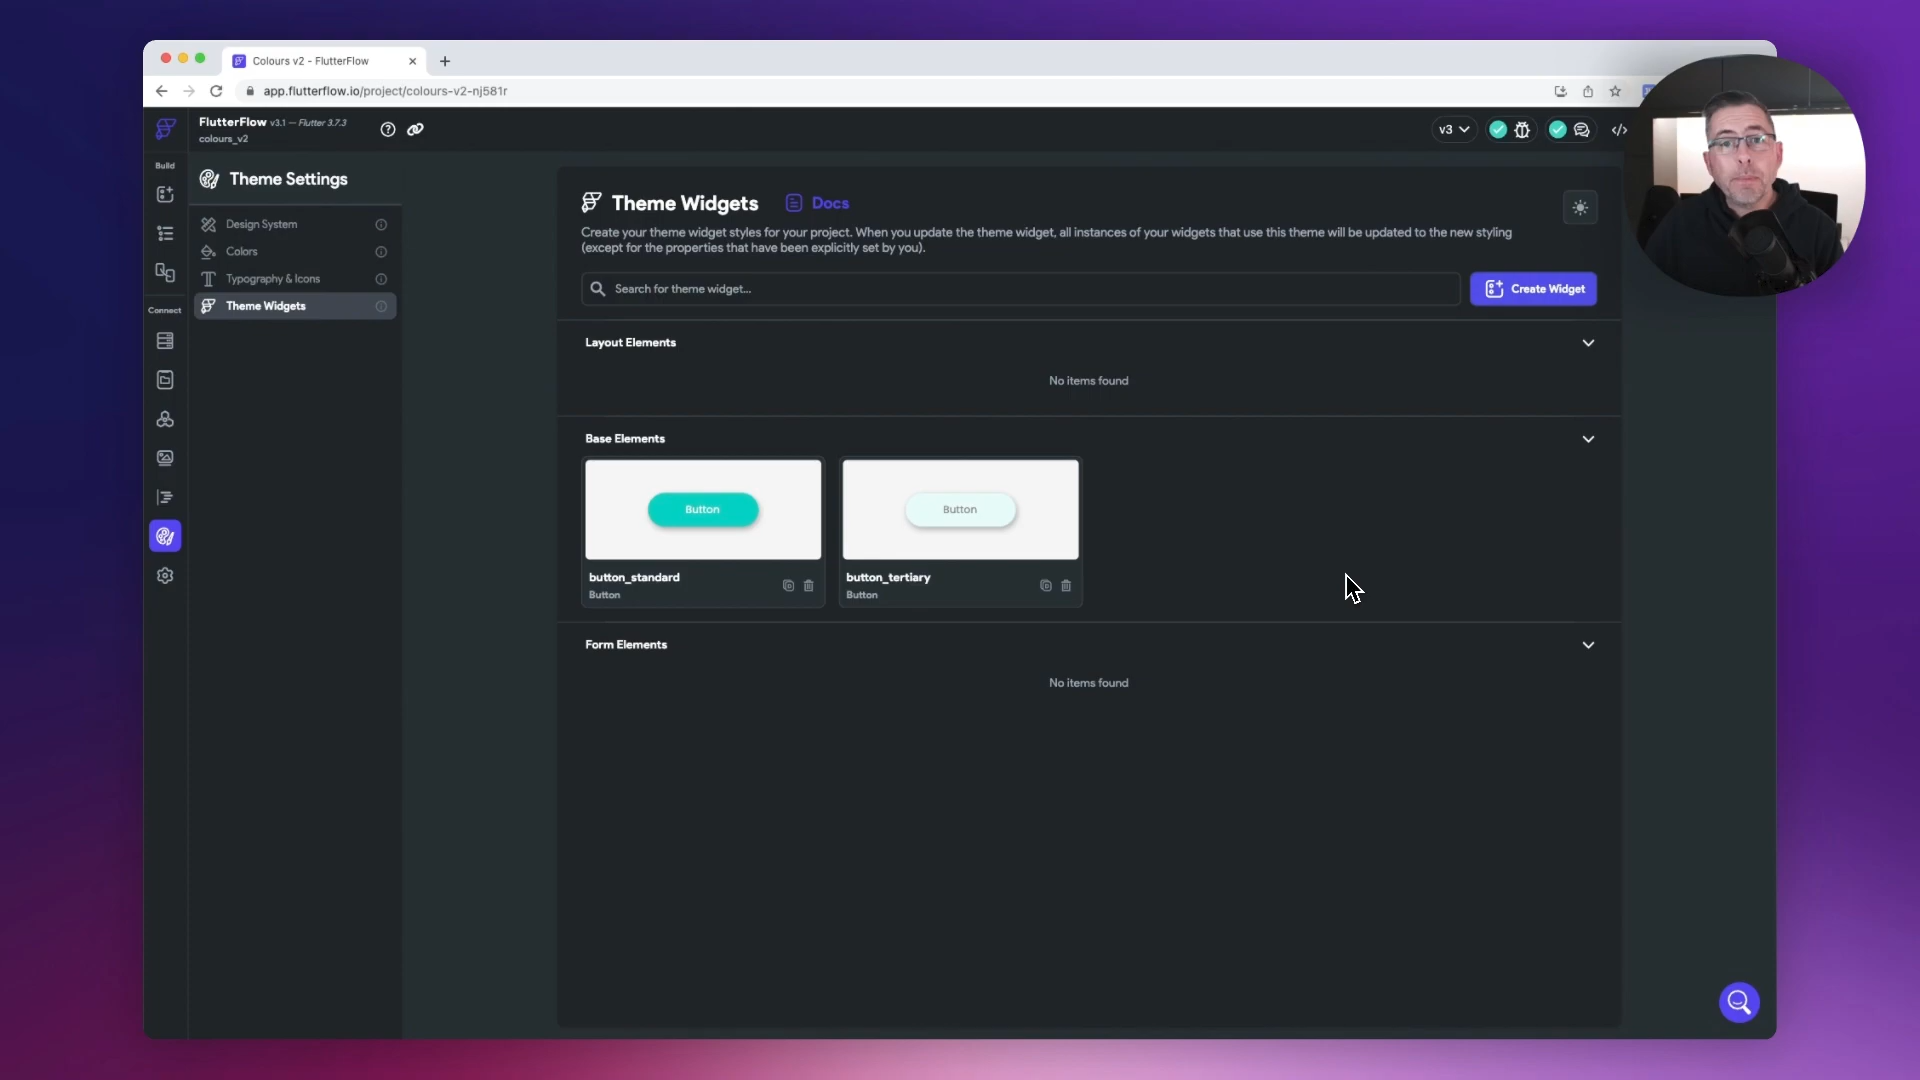 Colours v2 - FlutterFlow
app.flutterflow.io/project/colours-v2-nj581r
FlutterFlow v3.1 — Flutter 3.7.3
colours_v2
v3
Build
Connect
Theme Settings
Design System
Colors
Typography & Icons
Theme Widgets
Theme Widgets
Docs
Create your theme widget styles for your project. When you update the theme widget, all instances of your widgets that use this theme will be updated to the new styling
(except for the properties that have been explicitly set by you).
Search for theme widget...
Create Widget
Layout Elements
No items found
Base Elements
Button
button_standard
Button
Button
button_tertiary
Button
Form Elements
No items found